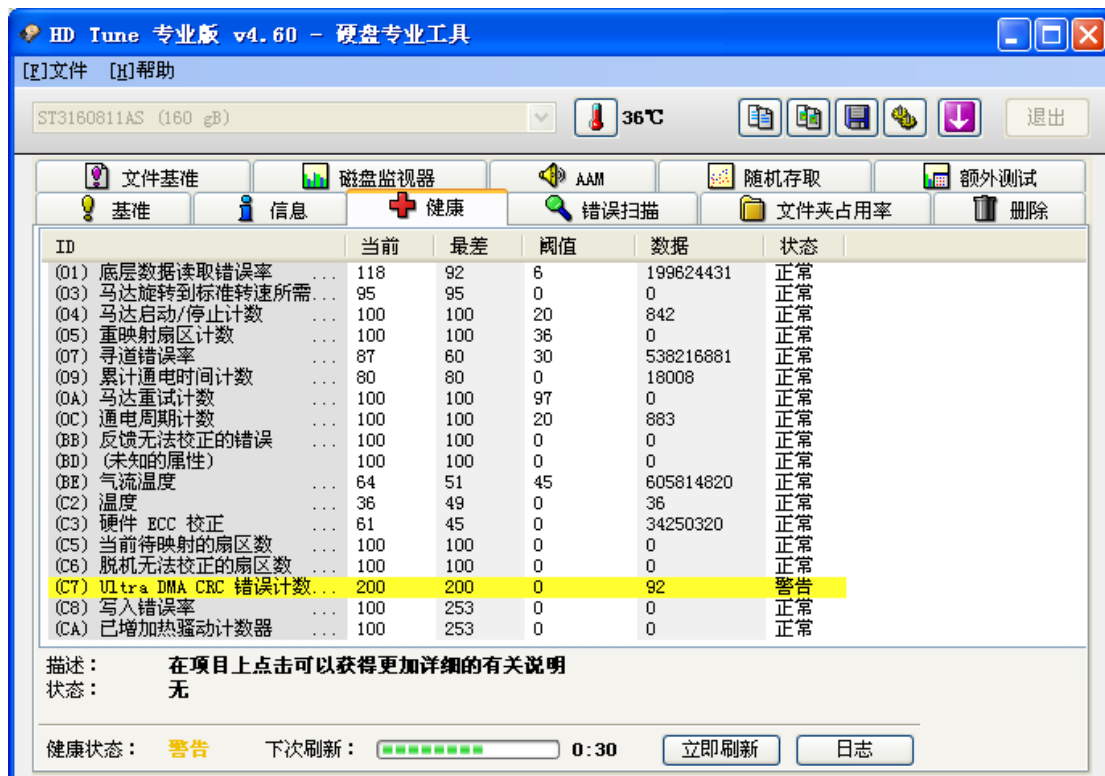 HD Tune 专业版 v4.60 - 硬盘专业工具
[F]文件 [H]帮助
ST3160811AS (160 gB) 36℃ 退出
文件基准 磁盘监视器 AAM 随机存取 额外测试
基准 信息 健康 错误扫描 文件夹占用率 删除
ID 当前 最差 阈值 数据 状态
(01) 底层数据读取错误率 ... 118 92 6 199624431 正常
(03) 马达旋转到标准转速所需... 95 95 0 0 正常
(04) 马达启动/停止计数 ... 100 100 20 842 正常
(05) 重映射扇区计数 ... 100 100 36 0 正常
(07) 寻道错误率 ... 87 60 30 538216881 正常
(09) 累计通电时间计数 ... 80 80 0 18008 正常
(0A) 马达重试计数 ... 100 100 97 0 正常
(0C) 通电周期计数 ... 100 100 20 883 正常
(BB) 反馈无法校正的错误 ... 100 100 0 0 正常
(BD) (未知的属性) 100 100 0 0 正常
(BE) 气流温度 ... 64 51 45 605814820 正常
(C2) 温度 ... 36 49 0 36 正常
(C3) 硬件 ECC 校正 ... 61 45 0 34250320 正常
(C5) 当前待映射的扇区数 ... 100 100 0 0 正常
(C6) 脱机无法校正的扇区数 ... 100 100 0 0 正常
(C7) Ultra DMA CRC 错误计数... 200 200 0 92 警告
(C8) 写入错误率 ... 100 253 0 0 正常
(CA) 已增加热骚动计数器 ... 100 253 0 0 正常
描述： 在项目上点击可以获得更加详细的有关说明
状态： 无
健康状态： 警告 下次刷新： 0:30 立即刷新 日志